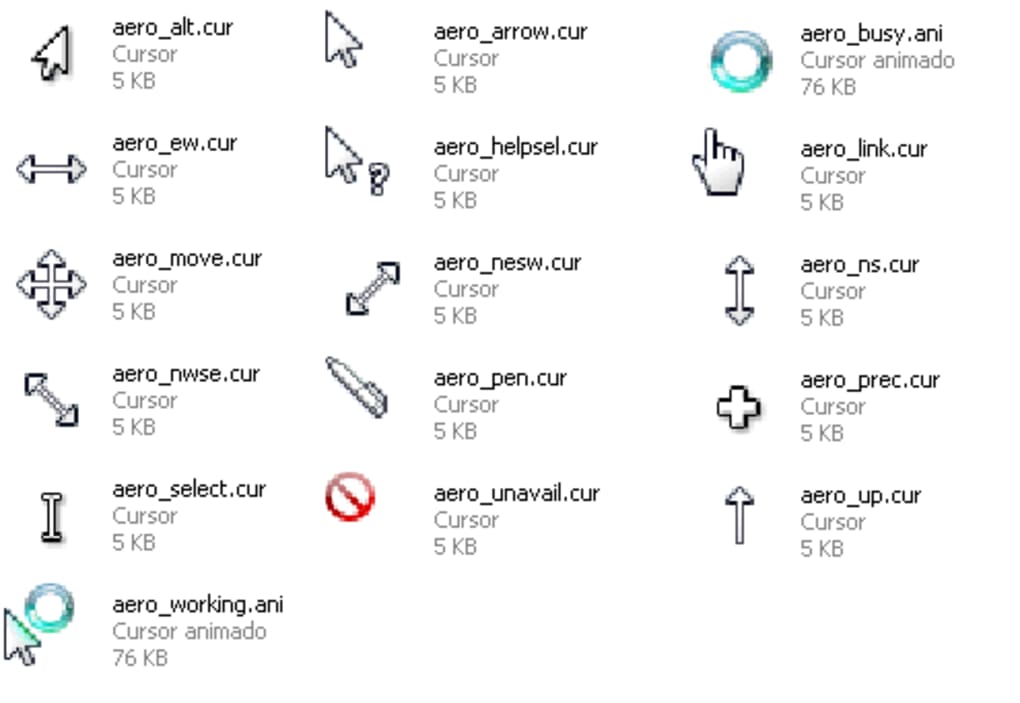 aero_alt.cur
Cursor
5 KB
aero_arrow.cur
Cursor
5 KB
aero_busy.ani
Cursor animado
76 KB
aero_ew.cur
Cursor
5 KB
aero_helpsel.cur
Cursor
5 KB
aero_link.cur
Cursor
5 KB
aero_move.cur
Cursor
5 KB
aero_nesw.cur
Cursor
5 KB
aero_ns.cur
Cursor
5 KB
aero_nwse.cur
Cursor
5 KB
aero_pen.cur
Cursor
5 KB
aero_prec.cur
Cursor
5 KB
aero_select.cur
Cursor
5 KB
aero_unavail.cur
Cursor
5 KB
aero_up.cur
Cursor
5 KB
aero_working.ani
Cursor animado
76 KB